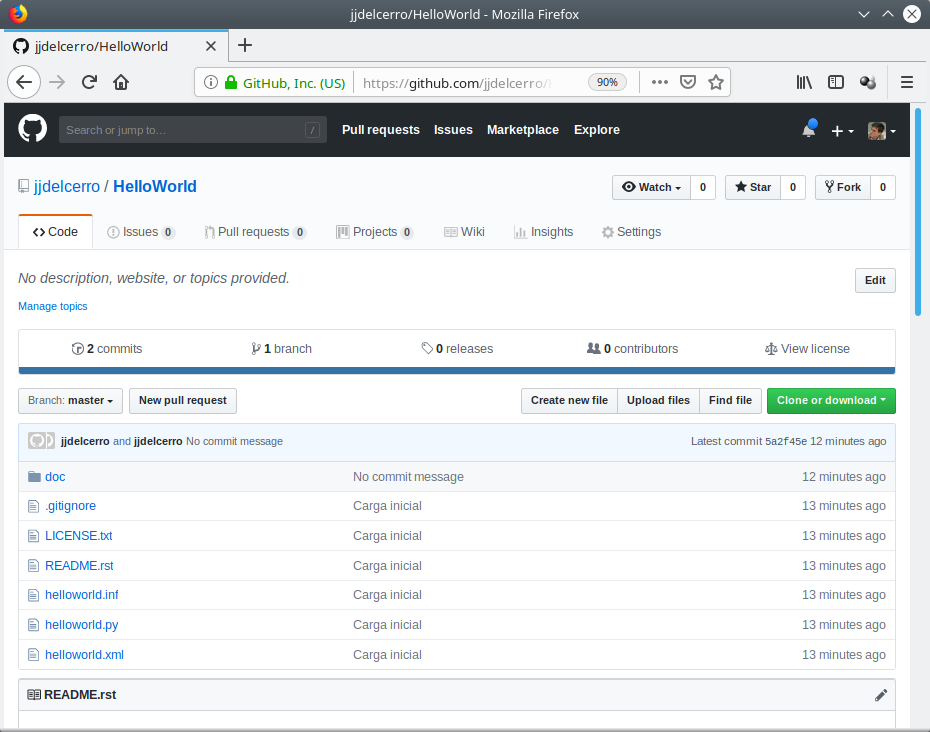 jjdelcerro/HelloWorld - Mozilla Firefox
jjdelcerro/HelloWorld
GitHub, Inc. (US) https://github.com/jjdelcerro/ 90%
Search or jump to… / Pull requests Issues Marketplace Explore
jjdelcerro / HelloWorld Watch 0 Star 0 Fork 0
Code Issues 0 Pull requests 0 Projects 0 Wiki Insights Settings
No description, website, or topics provided. Edit
Manage topics
2 commits 1 branch 0 releases 0 contributors View license
Branch: master New pull request Create new file Upload files Find file Clone or download
jjdelcerro and jjdelcerro No commit message Latest commit 5a2f45e 12 minutes ago
doc No commit message 12 minutes ago
.gitignore Carga inicial 13 minutes ago
LICENSE.txt Carga inicial 13 minutes ago
README.rst Carga inicial 13 minutes ago
helloworld.inf Carga inicial 13 minutes ago
helloworld.py Carga inicial 13 minutes ago
helloworld.xml Carga inicial 13 minutes ago
README.rst